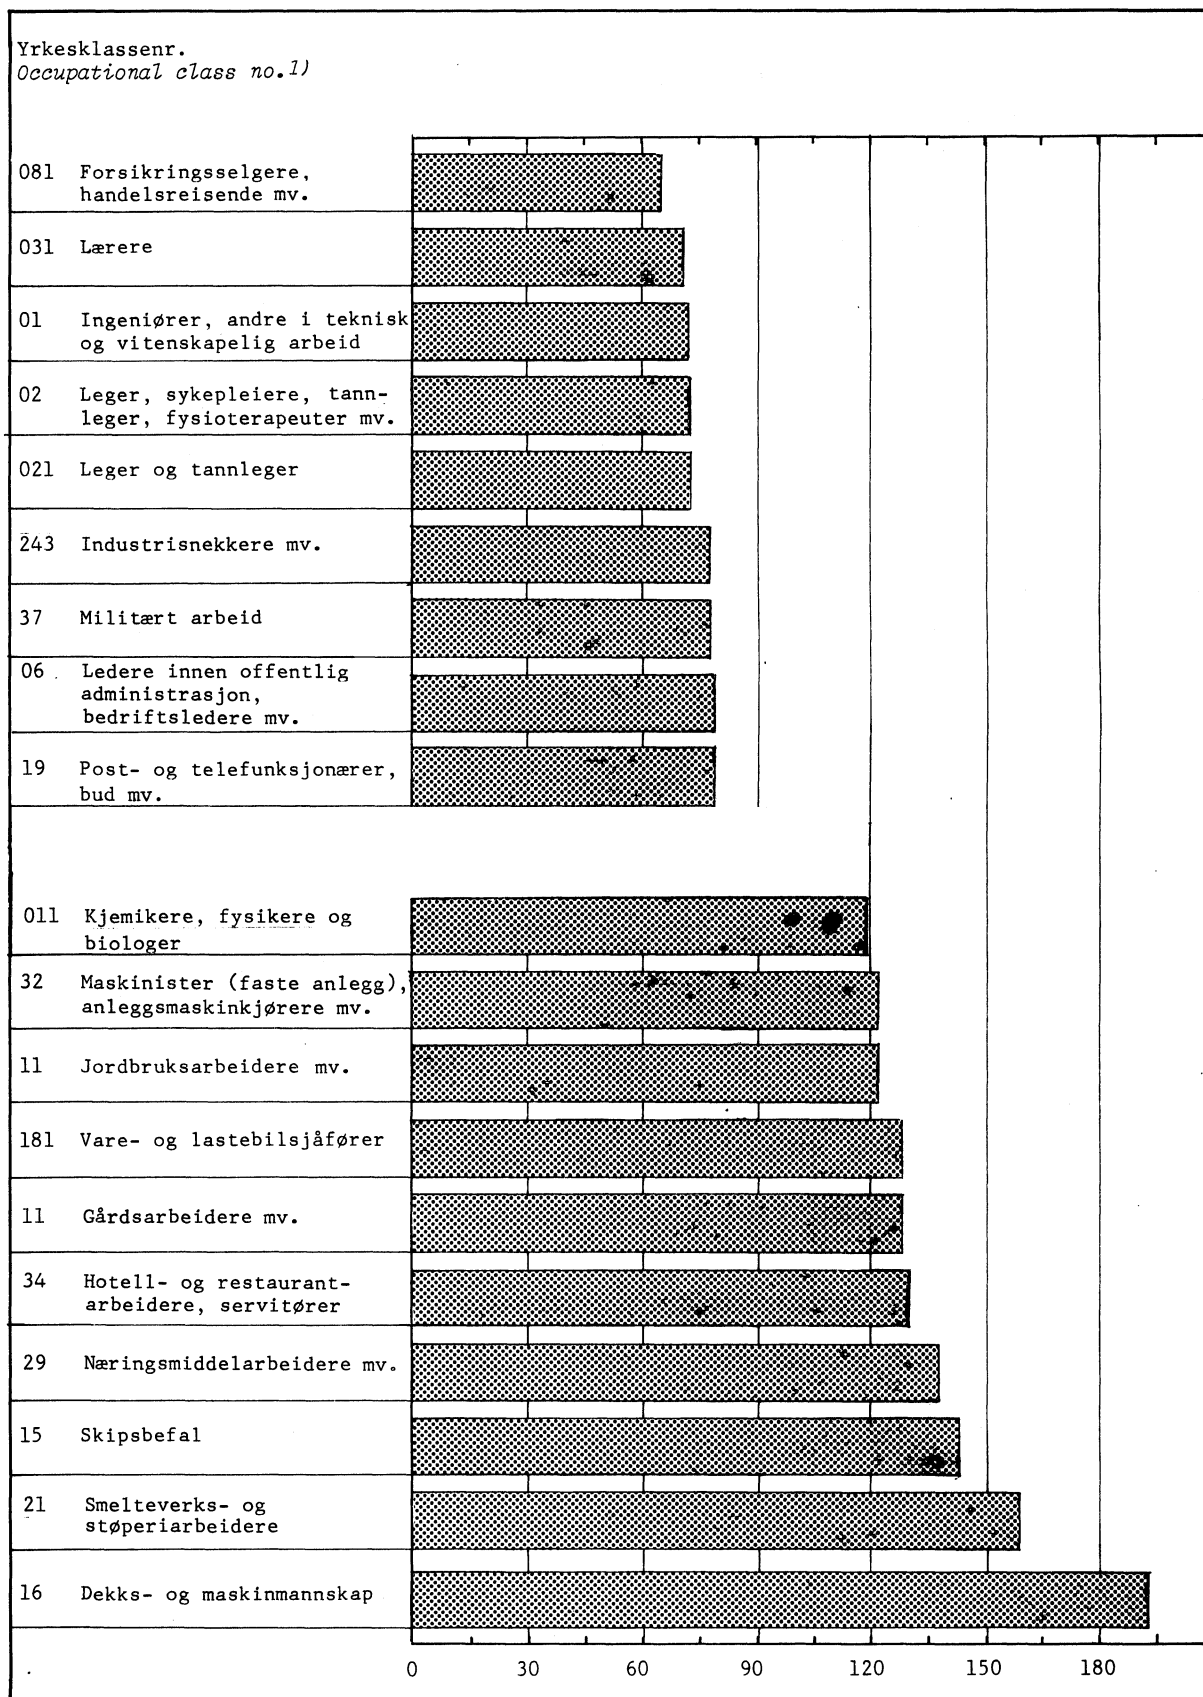 Yrkesklassenr.
Occupational class no.1)
081 Forsikringsselgere,
handelsreisende mv.
031 Lærere
01 Ingeniører, andre i teknisk
og vitenskapelig arbeid
02 Leger, sykepleiere, tann-
leger, fysioterapeuter mv.
021 Leger og tannleger
243 Industrisnekkere mv.
37 Militært arbeid
06 Ledere innen offentlig
administrasjon,
bedriftsledere mv.
19 Post- og telefunksjonærer,
bud mv.
011 Kjemikere, fysikere og
biologer
32 Maskinister (faste anlegg),
anleggsmaskinkjørere mv.
11 Jordbruksarbeidere mv.
181 Vare- og lastebilsjåfører
11 Gårdsarbeidere mv.
34 Hotell- og restaurant-
arbeidere, servitører
29 Næringsmiddelarbeidere mv.
15 Skipsbefal
21 Smelteverks- og
støperiarbeidere
16 Dekks- og maskinmannskap
0 30 60 90 120 150 180